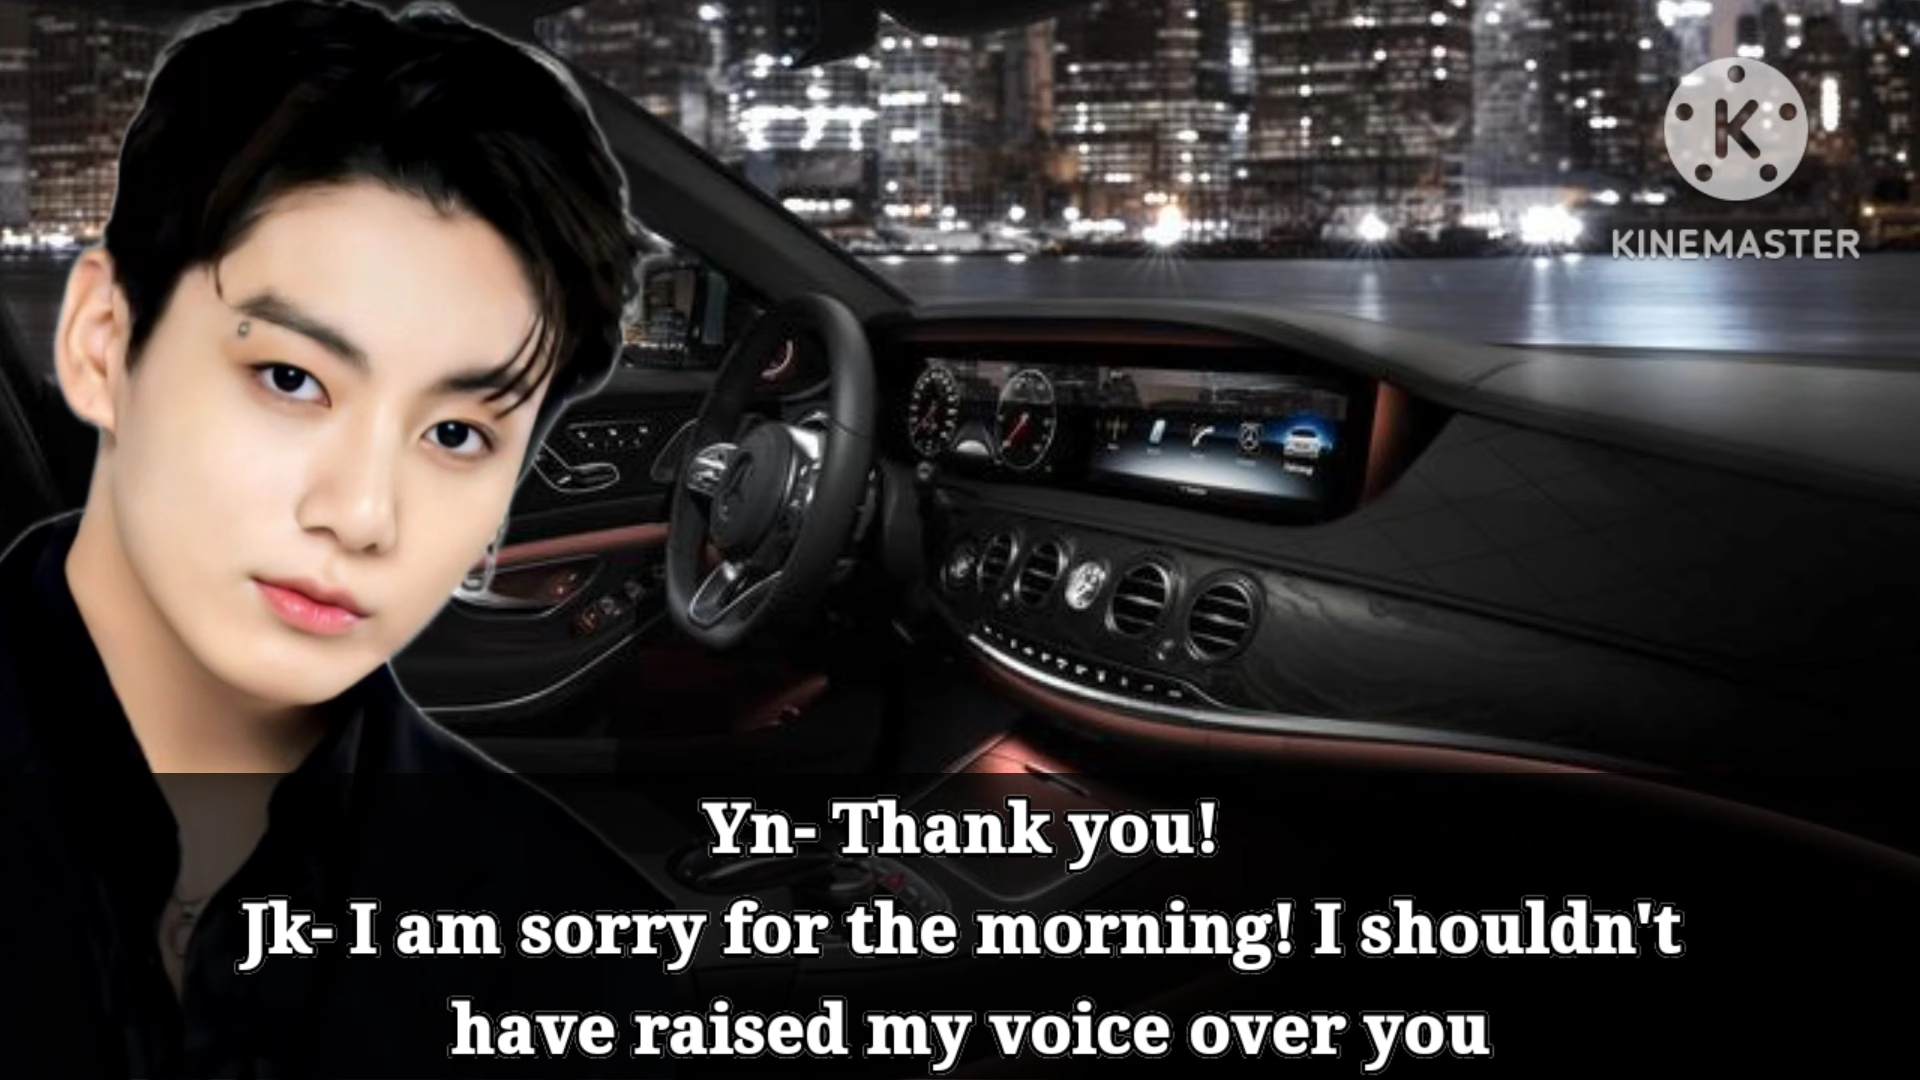 K
KINEMASTER
Yn- Thank you!
Jk- I am sorry for the morning! I shouldn't
have raised my voice over you